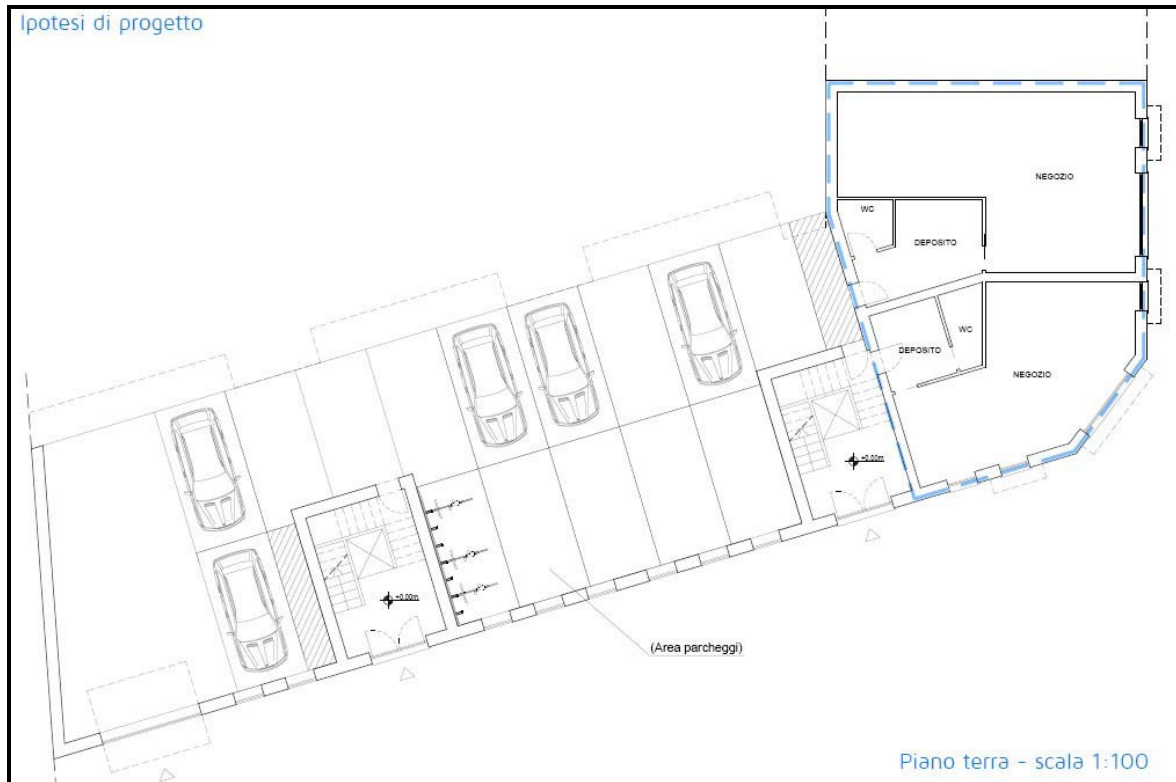 Ipotesi di progetto
NEGOZIO
WC
DEPOSITO
WC
DEPOSITO
NEGOZIO
+0.00m
+0.00m
(Area parcheggi)
Piano terra - scala 1:100